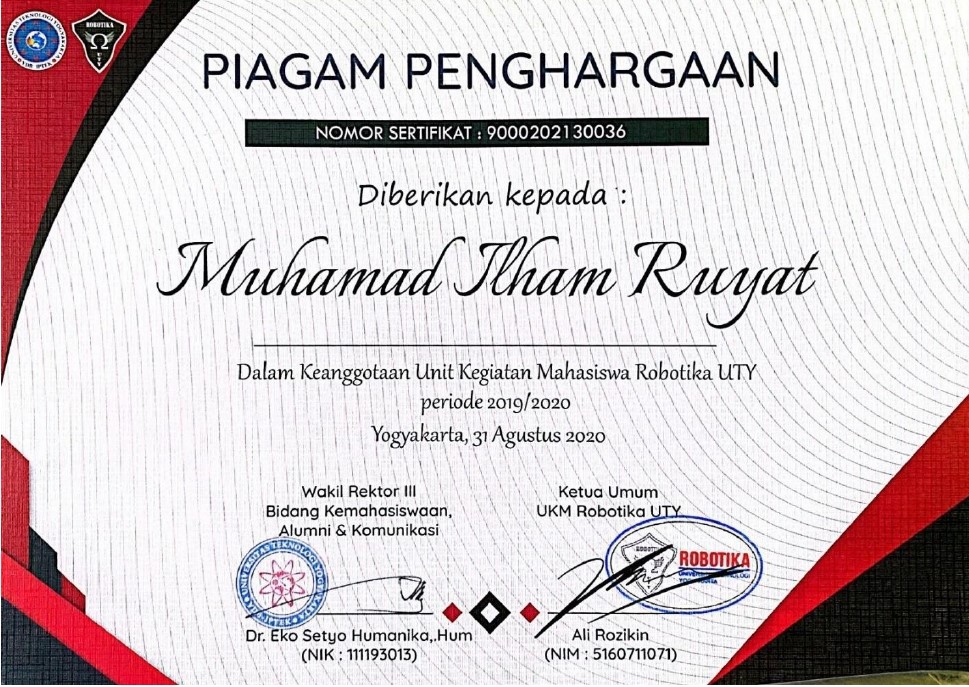 ROBOTIKA
UTY
PIAGAM PENGHARGAAN
NOMOR SERTIFIKAT : 9000202130036
Diberikan kepada :
Muhamad Ilham Ruyat
Dalam Keanggotaan Unit Kegiatan Mahasiswa Robotika UTY
periode 2019/2020
Yogyakarta, 31 Agustus 2020
Wakil Rektor III
Bidang Kemahasiswaan,
Alumni & Komunikasi
Ketua Umum
UKM Robotika UTY
ROBOTIKA
Dr. Eko Setyo Humanika,.Hum
(NIK : 111193013)
Ali Rozikin
(NIM : 5160711071)